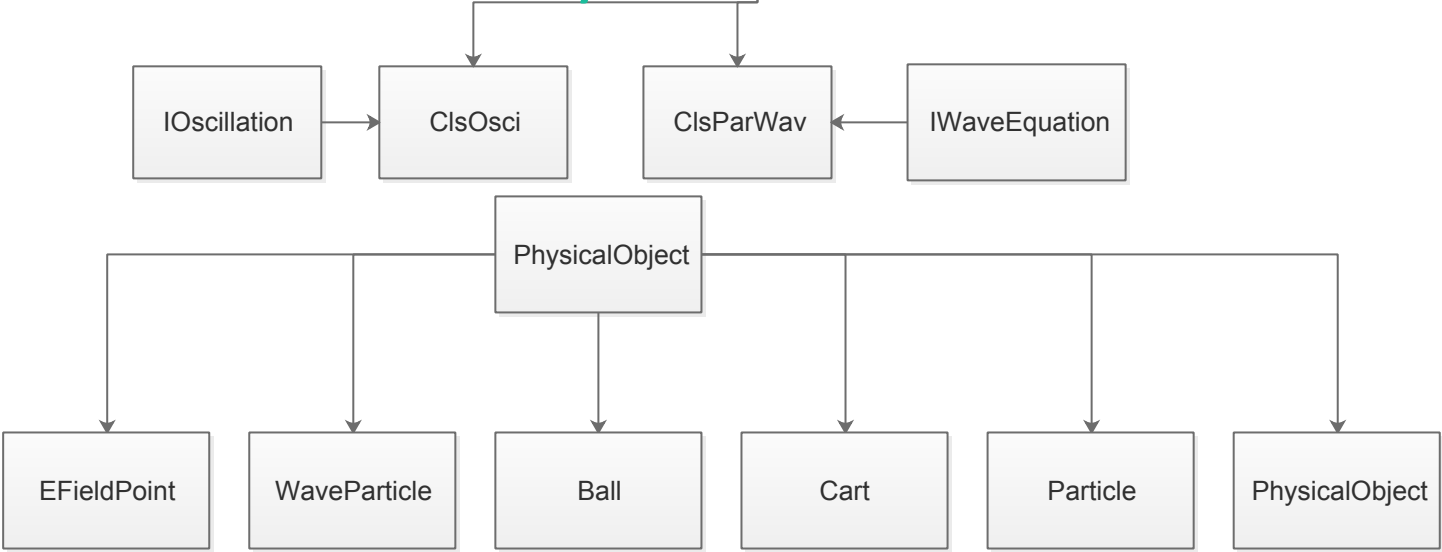 IOscillation
ClsOsci
ClsParWav
IWaveEquation
PhysicalObject
EFieldPoint
WaveParticle
Ball
Cart
Particle
PhysicalObject